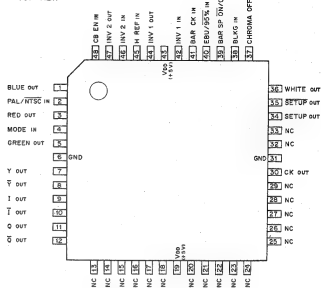 CB EN IN 48
INV 2 OUT 47
INV 2 IN 46
H REF IN 45
INV 1 OUT 44
43
INV 1 IN 42
BAR CK IN 41
EBU/95% IN 40
BAR SP ON/ 39
BLKG IN 38
CHROMA OFF 37
VDD
(+5V)
BLUE OUT 1
PAL/NTSC IN 2
RED OUT 3
MODE IN 4
GREEN OUT 5
6 GND
Y OUT 7
Y̅ OUT 8
I OUT 9
I̅ OUT 10
Q OUT 11
Q̅ OUT 12
36 WHITE OUT
35 S̅E̅T̅U̅P̅ OUT
34 SETUP OUT
33 NC
32 NC
GND 31
30 CK OUT
29 NC
28 NC
27 NC
26 NC
25 NC
VDD
(+5V)
13 NC
14 NC
15 NC
16 NC
17 NC
18 NC
19
20 NC
21 NC
22 NC
23 NC
24 NC